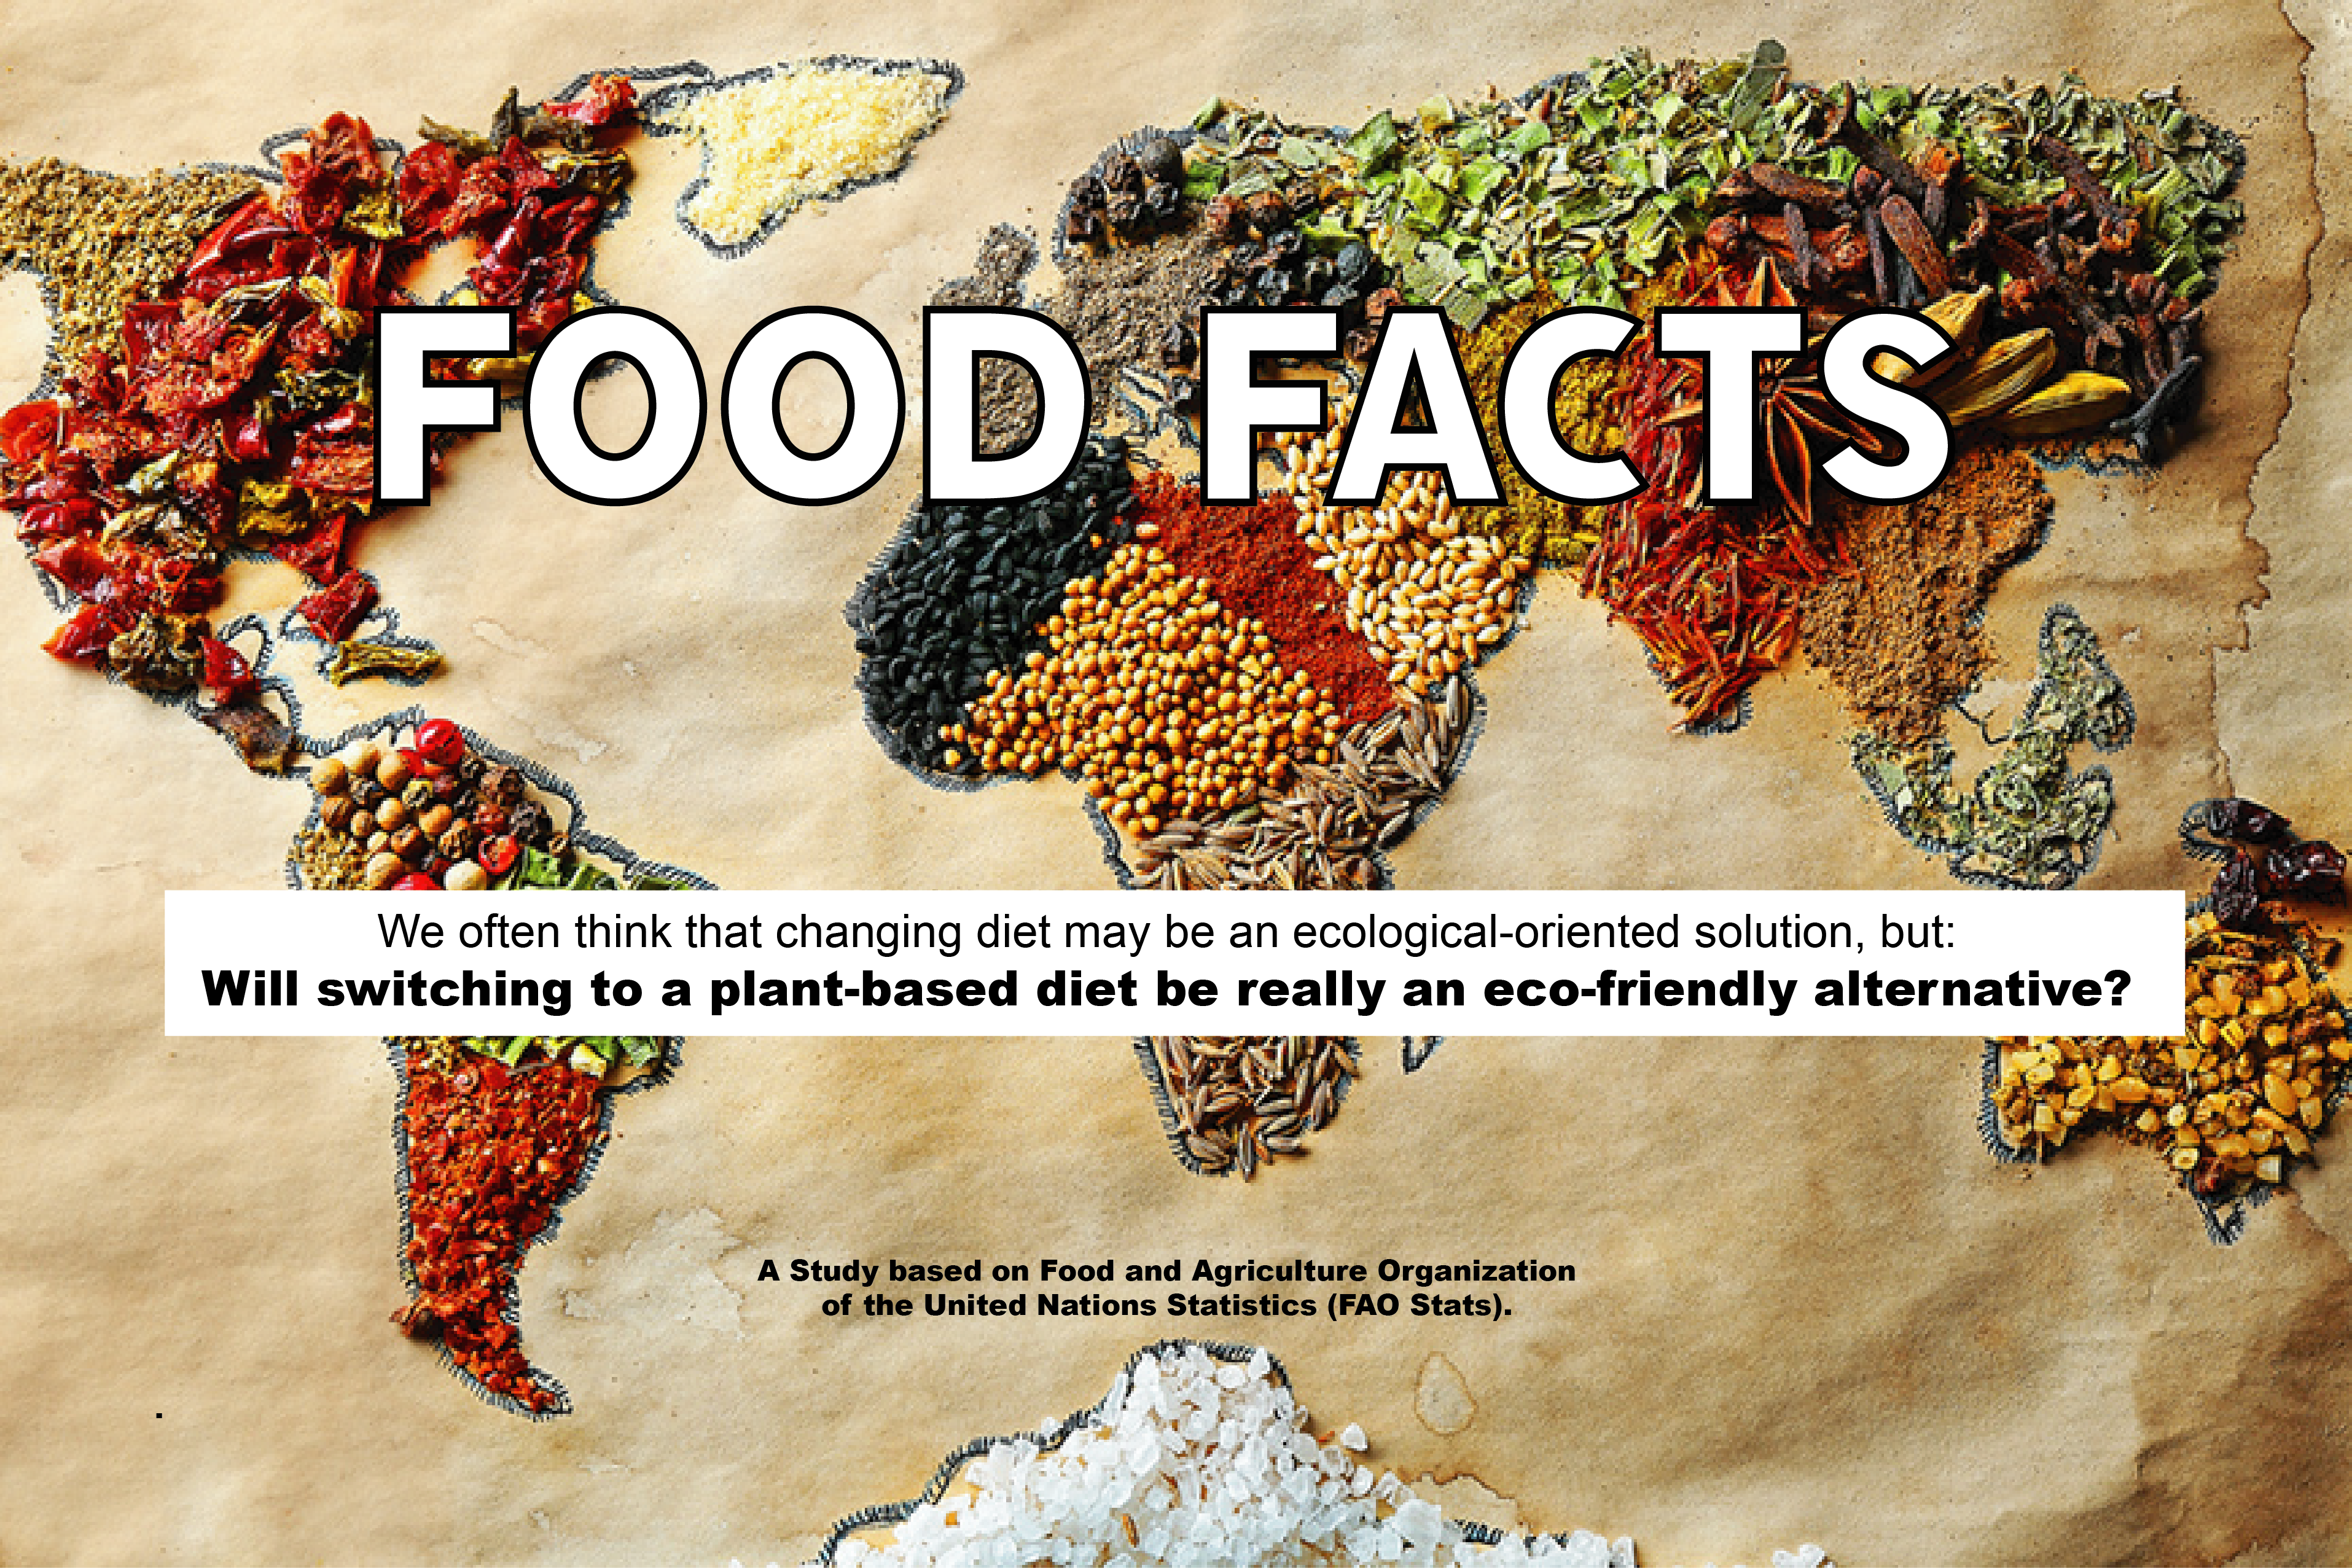 FOOD FACTS
We often think that changing diet may be an ecological-oriented solution, but:
Will switching to a plant-based diet be really an eco-friendly alternative?
A Study based on Food and Agriculture Organization
of the United Nations Statistics (FAO Stats).
.